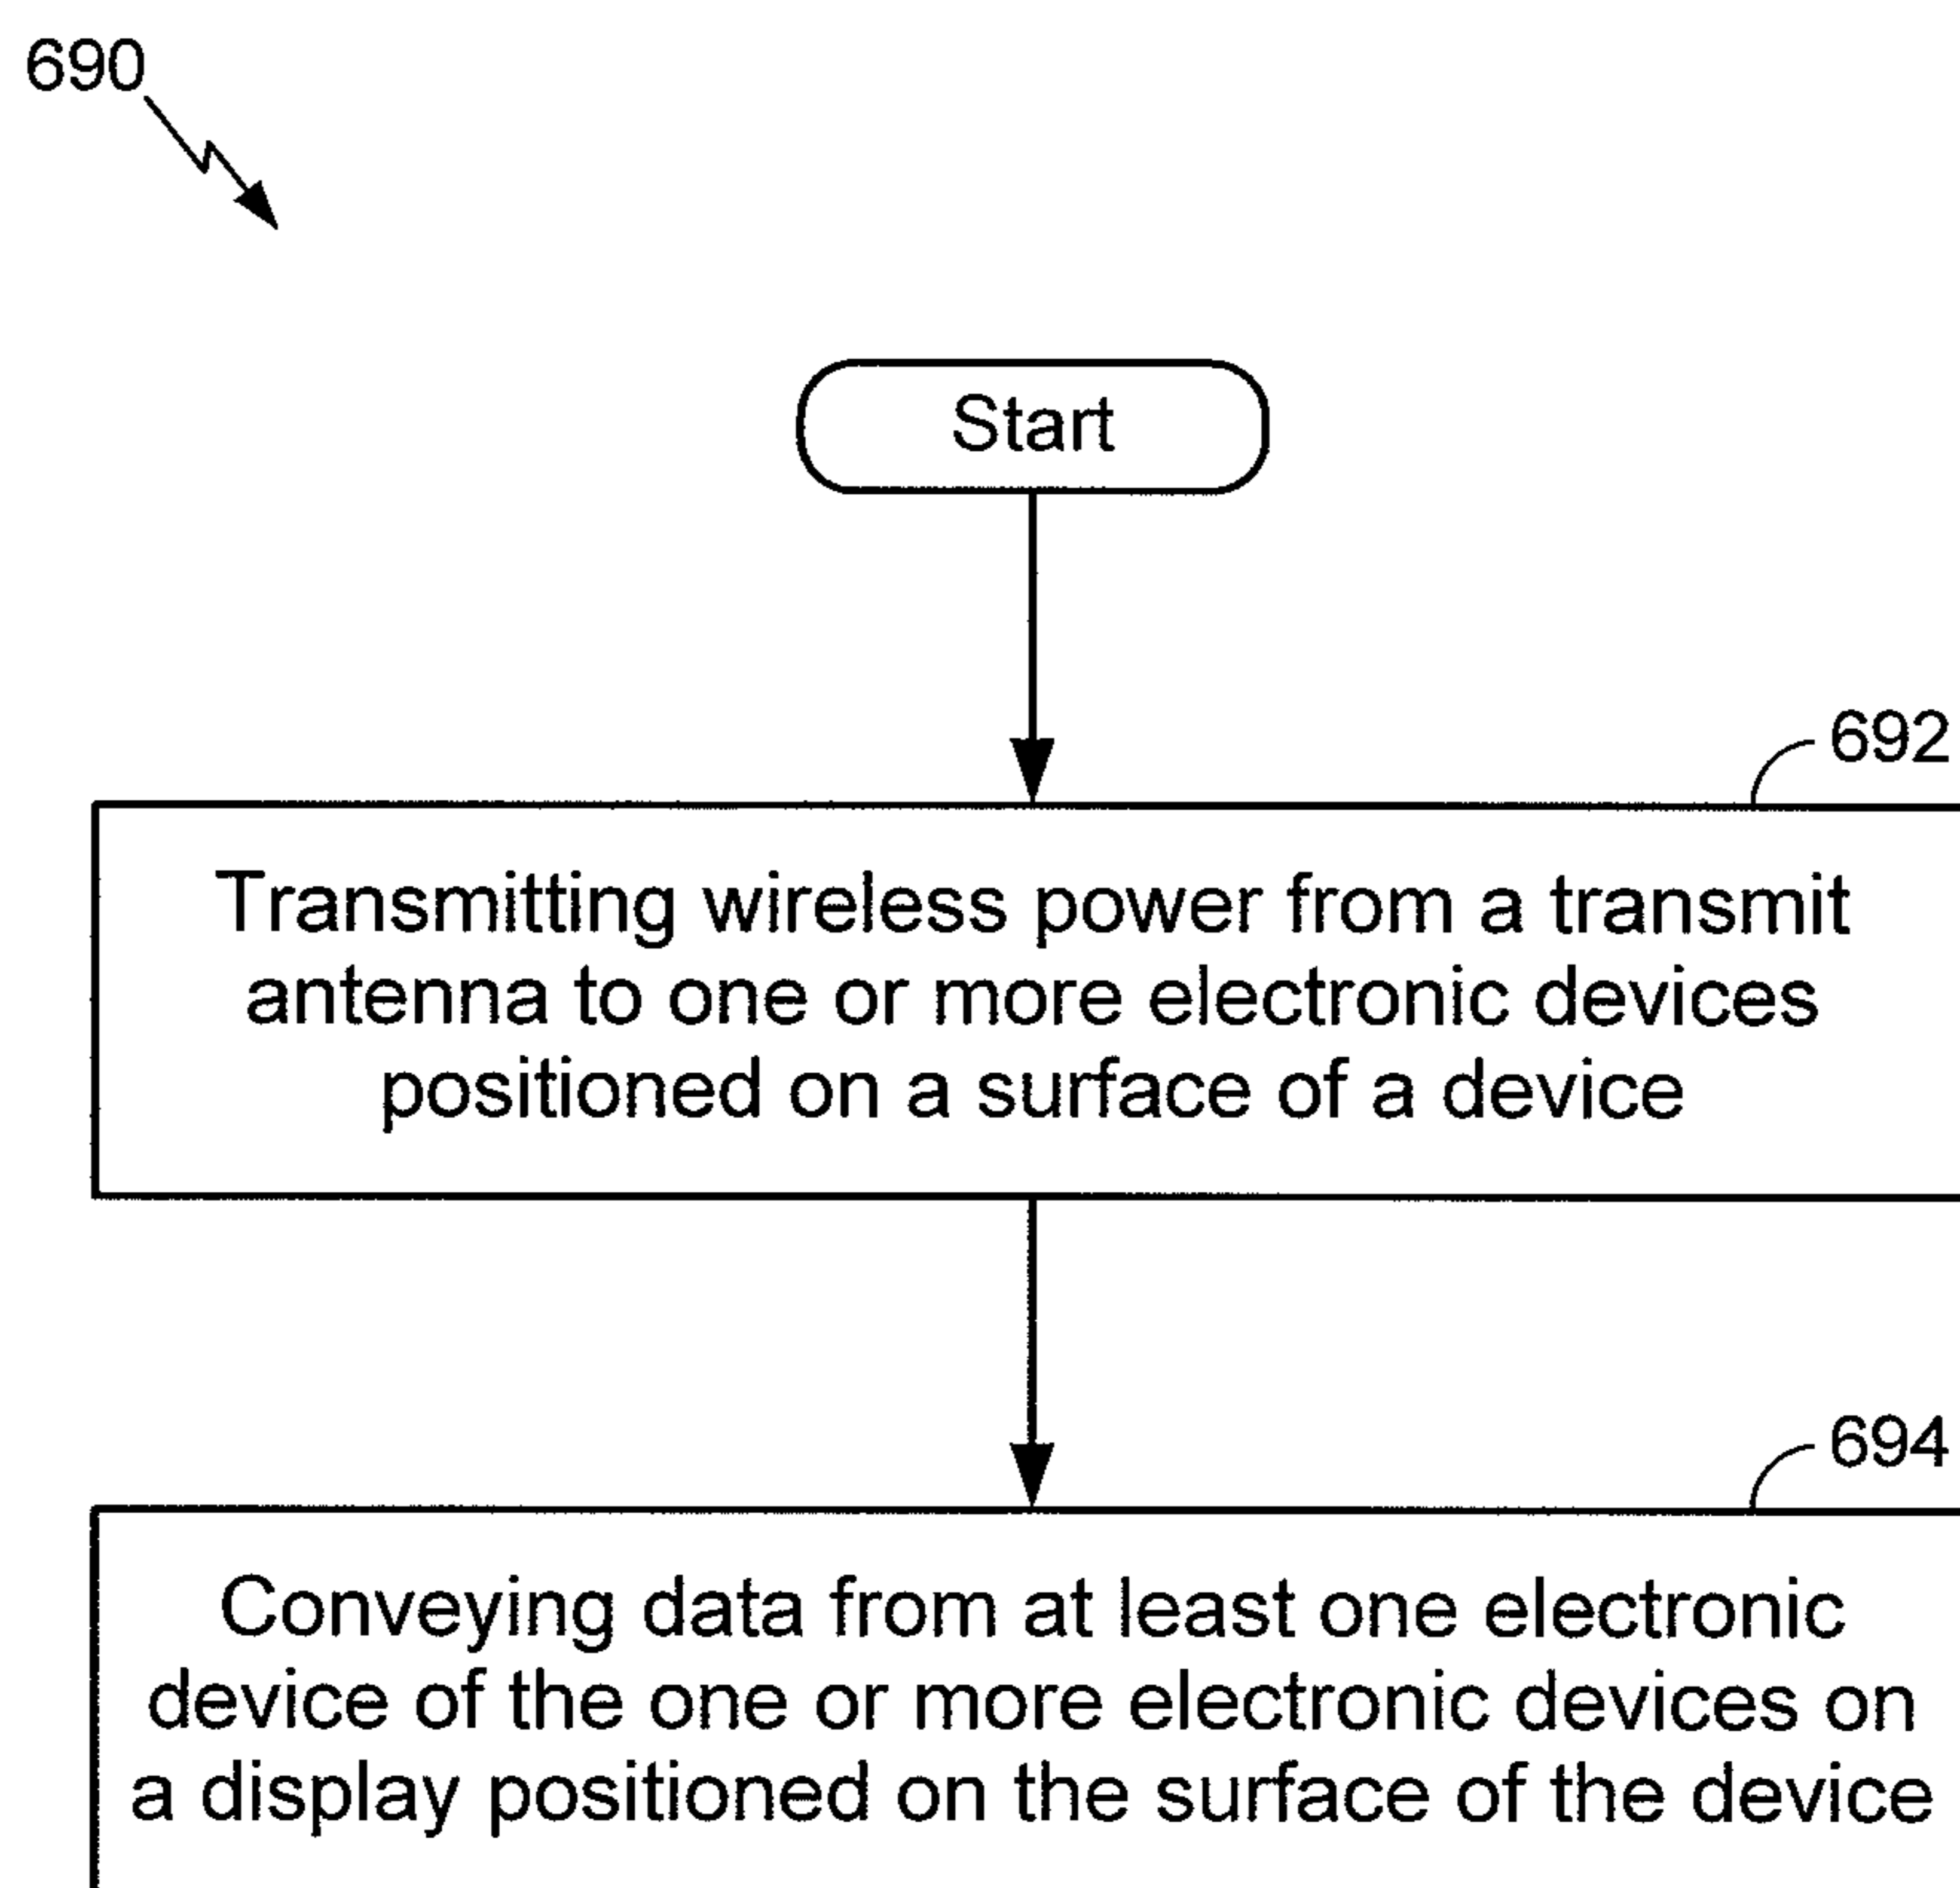 690
Start
692
Transmitting wireless power from a transmit
antenna to one or more electronic devices
positioned on a surface of a device
694
Conveying data from at least one electronic
device of the one or more electronic devices on
a display positioned on the surface of the device